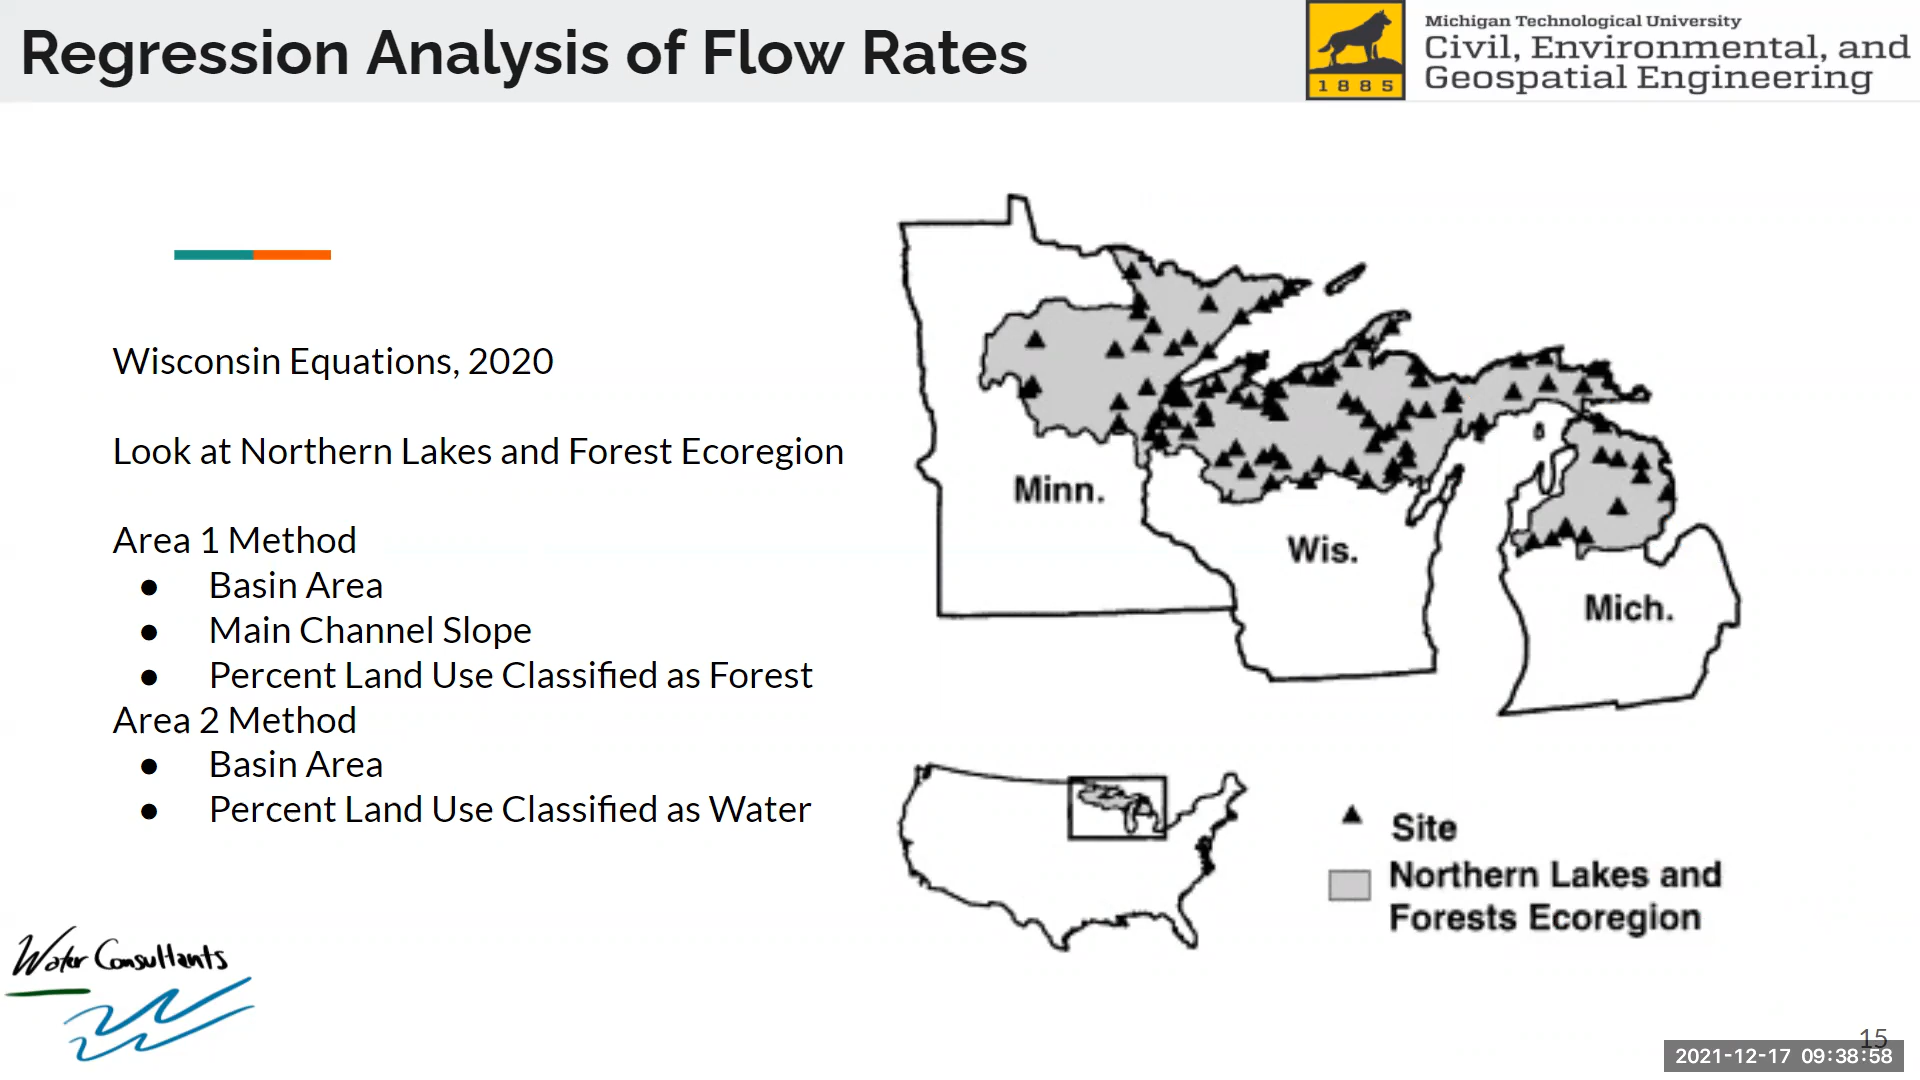 Regression Analysis of Flow Rates
1885
Michigan Technological University
Civil, Environmental, and
Geospatial Engineering
Wisconsin Equations, 2020
Look at Northern Lakes and Forest Ecoregion
Area 1 Method
● Basin Area
● Main Channel Slope
● Percent Land Use Classified as Forest
Area 2 Method
● Basin Area
● Percent Land Use Classified as Water
Minn.
Wis.
Mich.
Site
Northern Lakes and
Forests Ecoregion
Water Consultants
15
2021-12-17 09:38:58